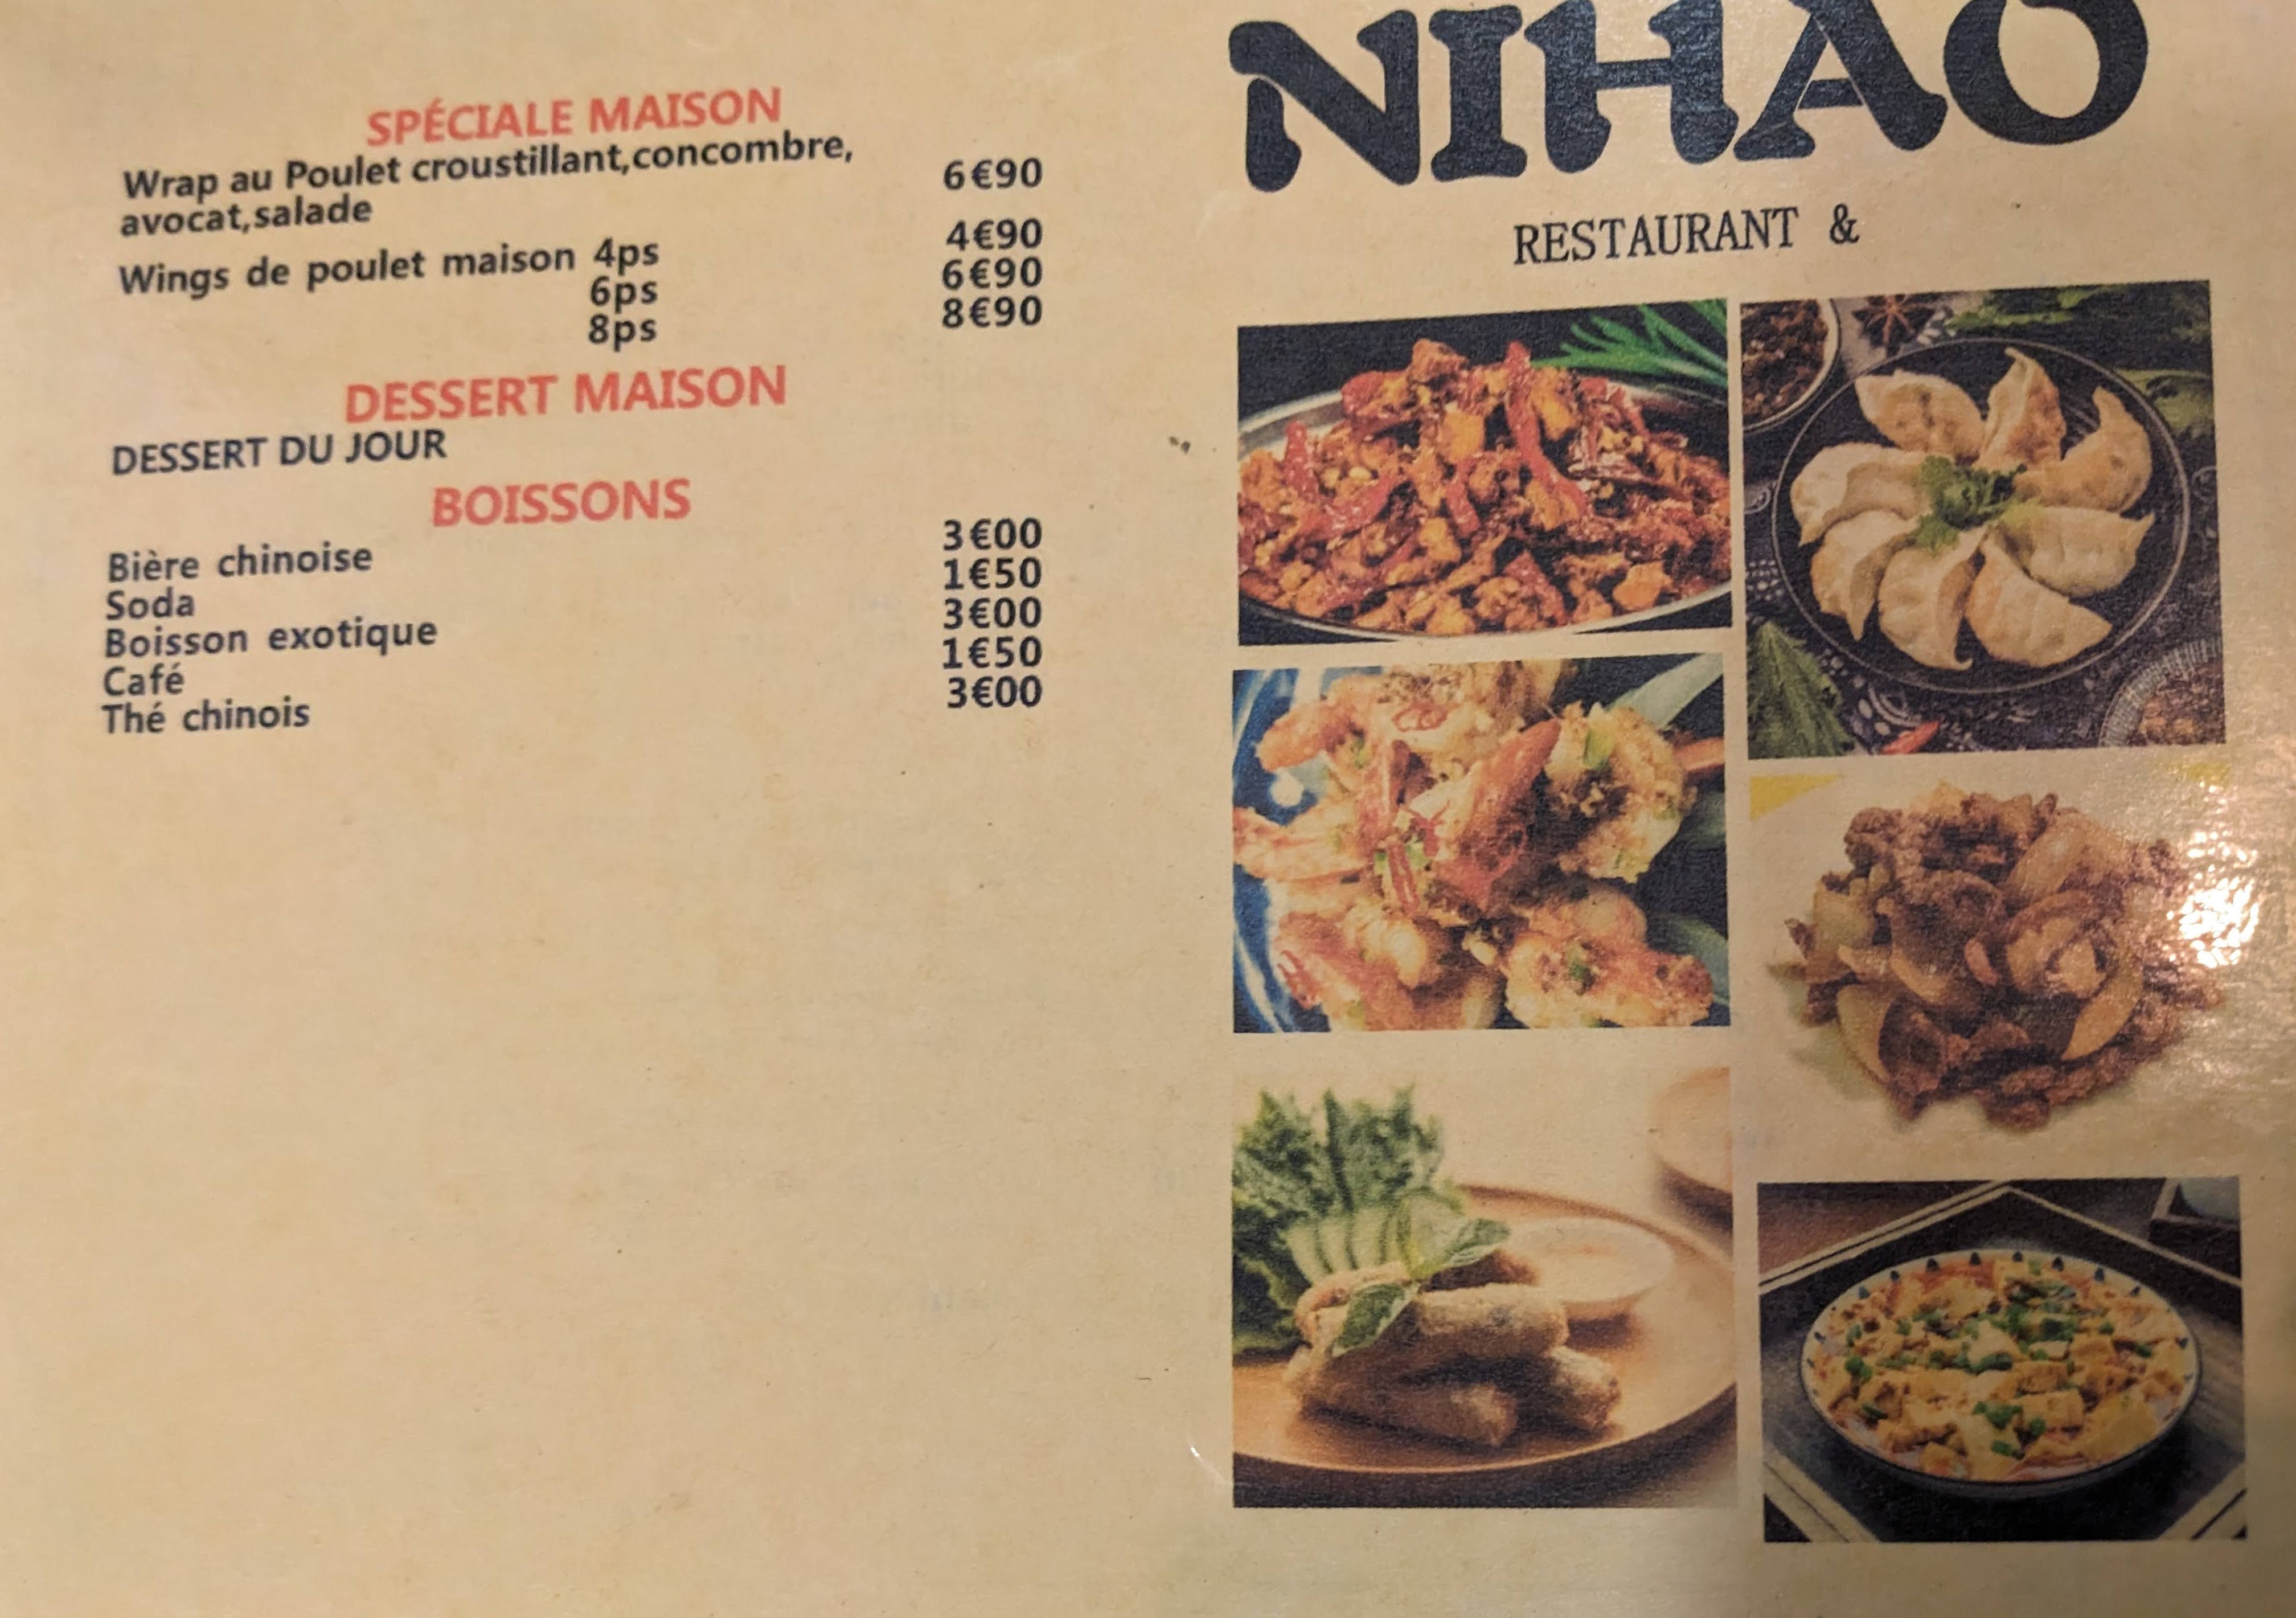 SPÉCIALE MAISON
Wrap au Poulet croustillant,concombre,
avocat,salade 6€90
Wings de poulet maison 4ps 4€90
6ps 6€90
8ps 8€90
DESSERT MAISON
DESSERT DU JOUR
BOISSONS
Bière chinoise 3€00
Soda 1€50
Boisson exotique 3€00
Café 1€50
Thé chinois 3€00
NIHAO
RESTAURANT &